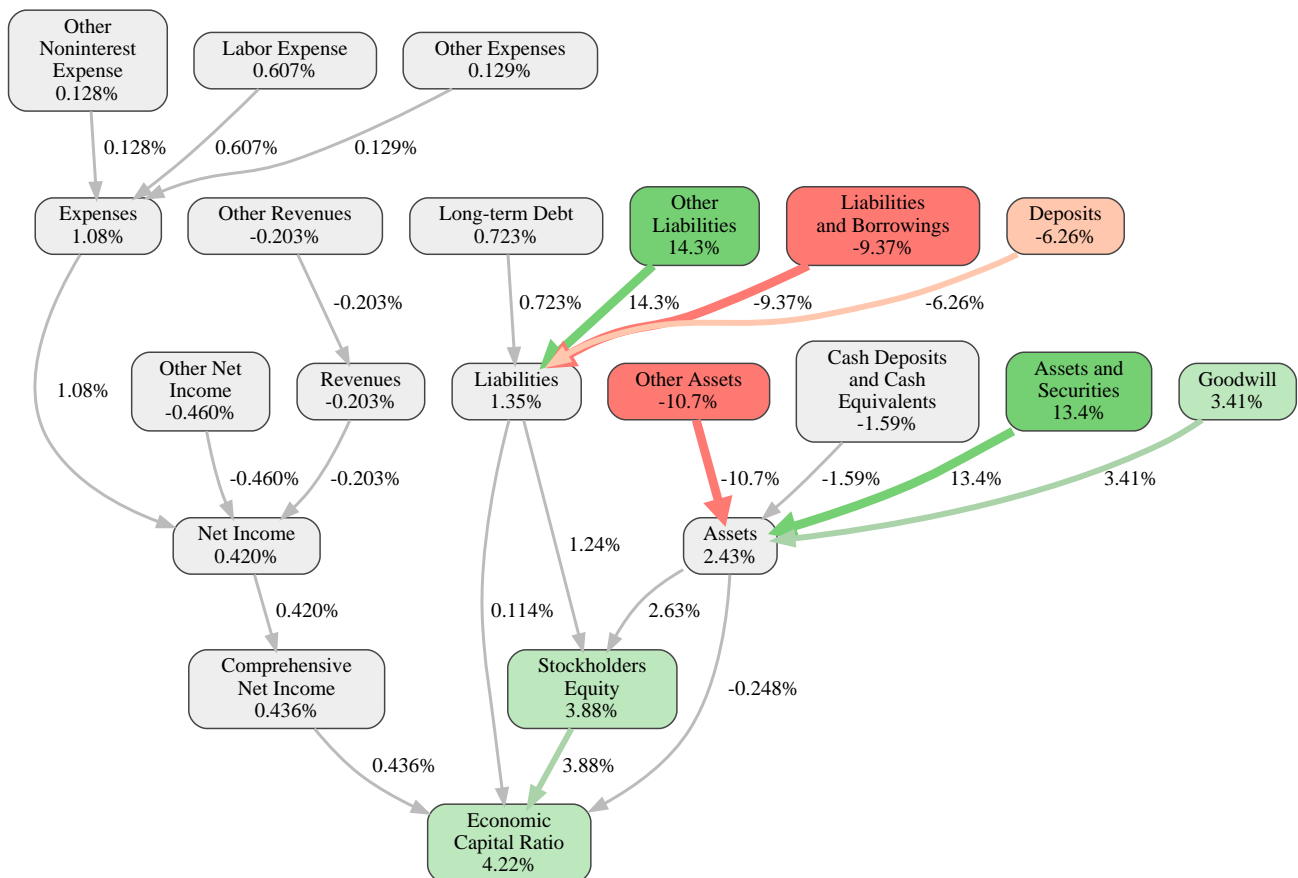 Other
Noninterest
Expense
0.128%
Labor Expense
0.607%
Other Expenses
0.129%
0.128%
0.607%
0.129%
Expenses
1.08%
Other Revenues
-0.203%
Long-term Debt
0.723%
Other
Liabilities
14.3%
Liabilities
and Borrowings
-9.37%
Deposits
-6.26%
-0.203%
0.723%
14.3%
-9.37%
-6.26%
1.08%
Other Net
Income
-0.460%
Revenues
-0.203%
Liabilities
1.35%
Other Assets
-10.7%
Cash Deposits
and Cash
Equivalents
-1.59%
Assets and
Securities
13.4%
Goodwill
3.41%
-0.460%
-0.203%
-10.7%
-1.59%
13.4%
3.41%
Net Income
0.420%
1.24%
Assets
2.43%
0.420%
0.114%
2.63%
Comprehensive
Net Income
0.436%
Stockholders
Equity
3.88%
-0.248%
0.436%
3.88%
Economic
Capital Ratio
4.22%